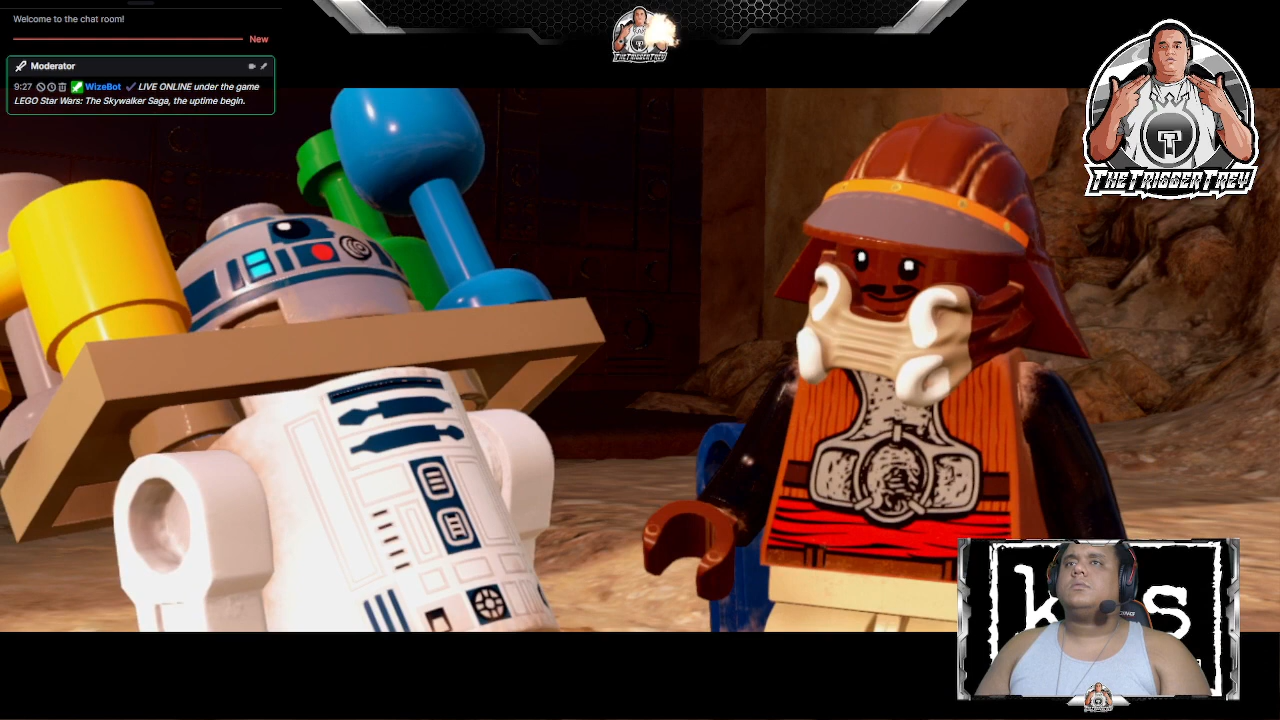 Welcome to the chat room!
New
Moderator
9:27 WizeBot LIVE ONLINE under the game
LEGO Star Wars: The Skywalker Saga, the uptime begin.
THETRIGGERTREY
T
THETRIGGERTREY
k s